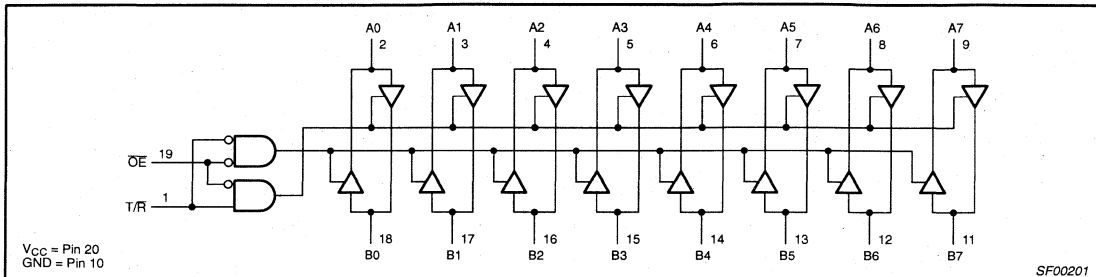 A0 A1 A2 A3 A4 A5 A6 A7
2 3 4 5 6 7 8 9
O̅E̅ 19
T/R̅ 1
18 17 16 15 14 13 12 11
B0 B1 B2 B3 B4 B5 B6 B7
VCC = Pin 20
GND = Pin 10
SF00201